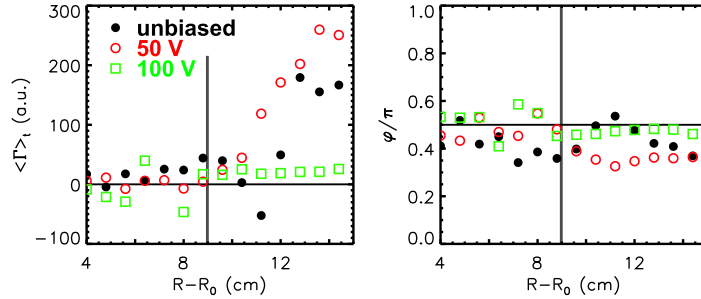 unbiased
50 V
100 V
300
200
100
0
−100
<Γ>t (a.u.)
4
8
12
R−R0 (cm)
1.0
0.8
0.6
0.4
0.2
0.0
φ/π
4
8
12
R−R0 (cm)